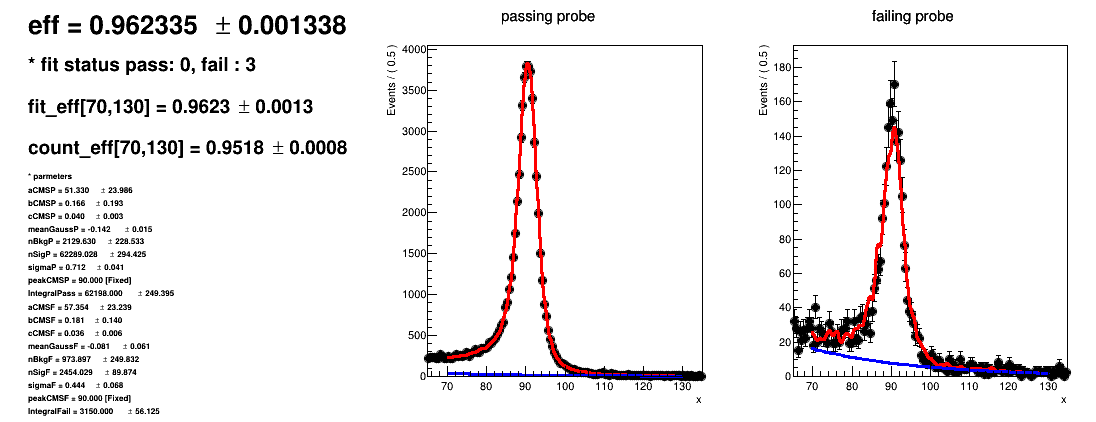 eff = 0.962335 ± 0.001338
* fit status pass: 0, fail : 3
fit_eff[70,130] = 0.9623 ± 0.0013
count_eff[70,130] = 0.9518 ± 0.0008
* parmeters
aCMSP = 51.330 ± 23.986
bCMSP = 0.166 ± 0.193
cCMSP = 0.040 ± 0.003
meanGaussP = -0.142 ± 0.015
nBkgP = 2129.630 ± 228.533
nSigP = 62289.028 ± 294.425
sigmaP = 0.712 ± 0.041
peakCMSP = 90.000 [Fixed]
IntegralPass = 62198.000 ± 249.395
aCMSF = 57.354 ± 23.239
bCMSF = 0.181 ± 0.140
cCMSF = 0.036 ± 0.006
meanGaussF = -0.081 ± 0.061
nBkgF = 973.897 ± 249.832
nSigF = 2454.029 ± 89.874
sigmaF = 0.444 ± 0.068
peakCMSF = 90.000 [Fixed]
IntegralFail = 3150.000 ± 56.125
passing probe
Events / ( 0.5 )
4000
3500
3000
2500
2000
1500
1000
500
0
70 80 90 100 110 120 130
x
failing probe
Events / ( 0.5 )
180
160
140
120
100
80
60
40
20
0
70 80 90 100 110 120 130
x